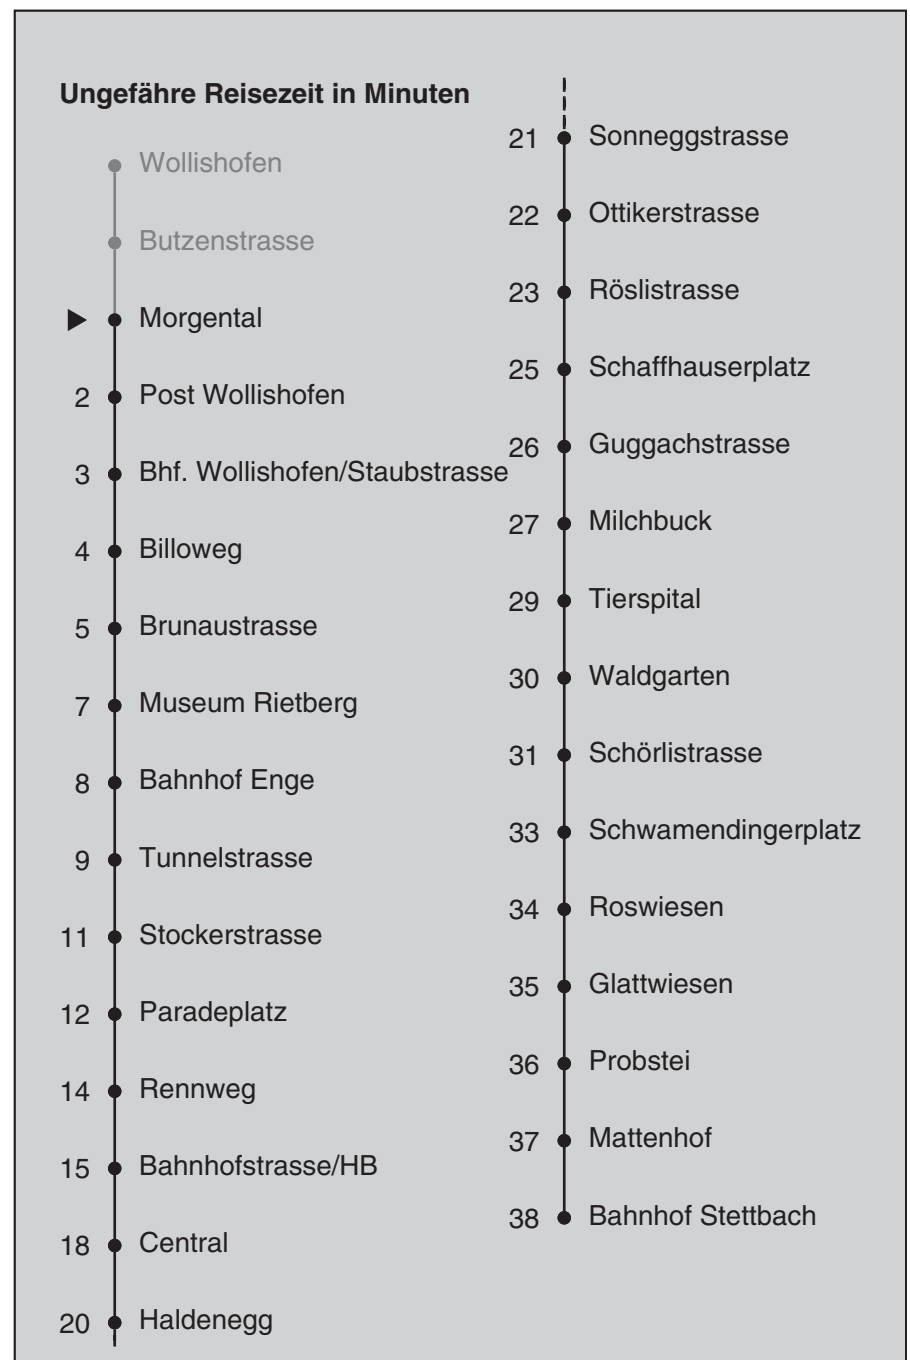 Ungefähre Reisezeit in Minuten
Wollishofen
Butzenstrasse
Morgental
2 Post Wollishofen
3 Bhf. Wollishofen/Staubstrasse
4 Billoweg
5 Brunaustrasse
7 Museum Rietberg
8 Bahnhof Enge
9 Tunnelstrasse
11 Stockerstrasse
12 Paradeplatz
14 Rennweg
15 Bahnhofstrasse/HB
18 Central
20 Haldenegg
21 Sonneggstrasse
22 Ottikerstrasse
23 Röslistrasse
25 Schaffhauserplatz
26 Guggachstrasse
27 Milchbuck
29 Tierspital
30 Waldgarten
31 Schörlistrasse
33 Schwamendingerplatz
34 Roswiesen
35 Glattwiesen
36 Probstei
37 Mattenhof
38 Bahnhof Stettbach